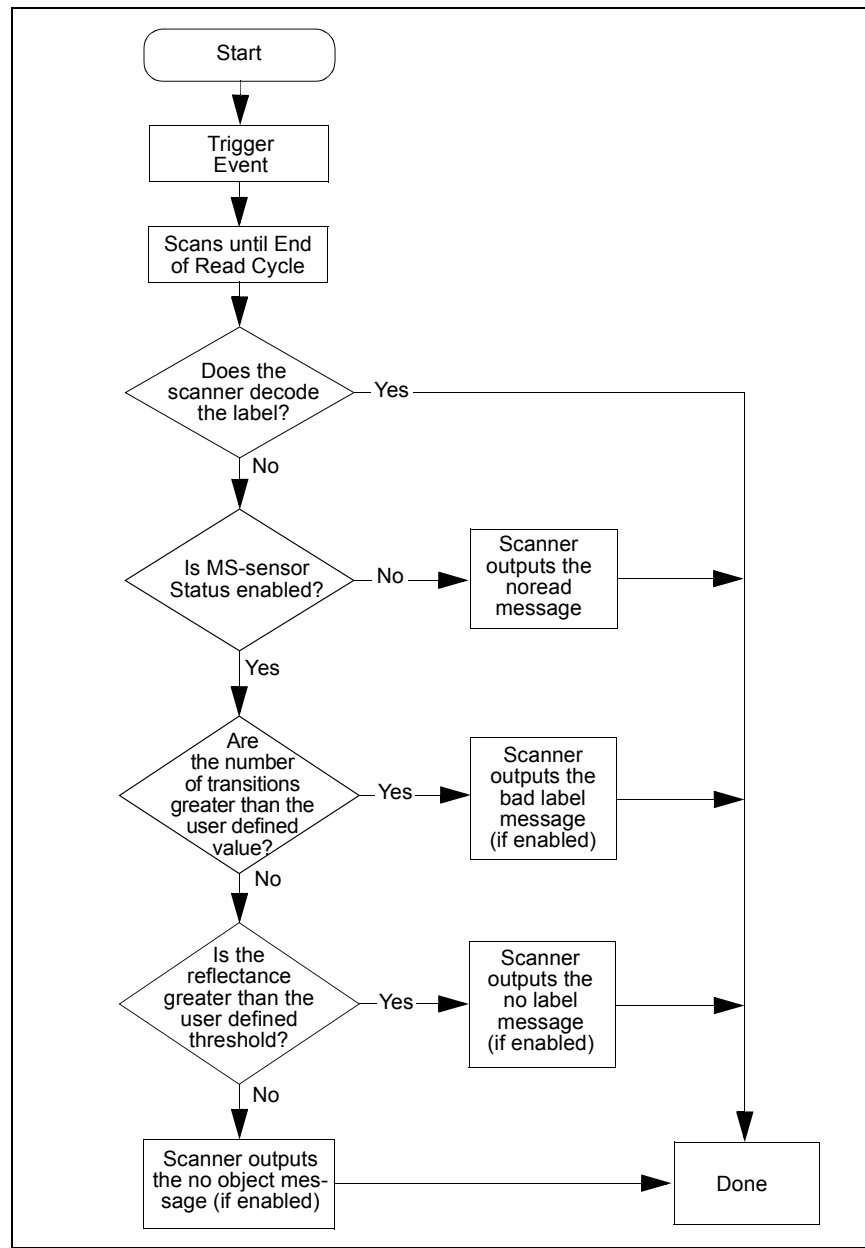 Start
Trigger
Event
Scans until End
of Read Cycle
Does the
scanner decode
the label?
Yes
No
Is MS-sensor
Status enabled?
No
Scanner
outputs the
noread
message
Yes
Are
the number
of transitions
greater than the
user defined
value?
Yes
Scanner
outputs the
bad label
message
(if enabled)
No
Is the
reflectance
greater than the
user defined
threshold?
Yes
Scanner
outputs the
no label
message
(if enabled)
No
Scanner outputs
the no object mes-
sage (if enabled)
Done